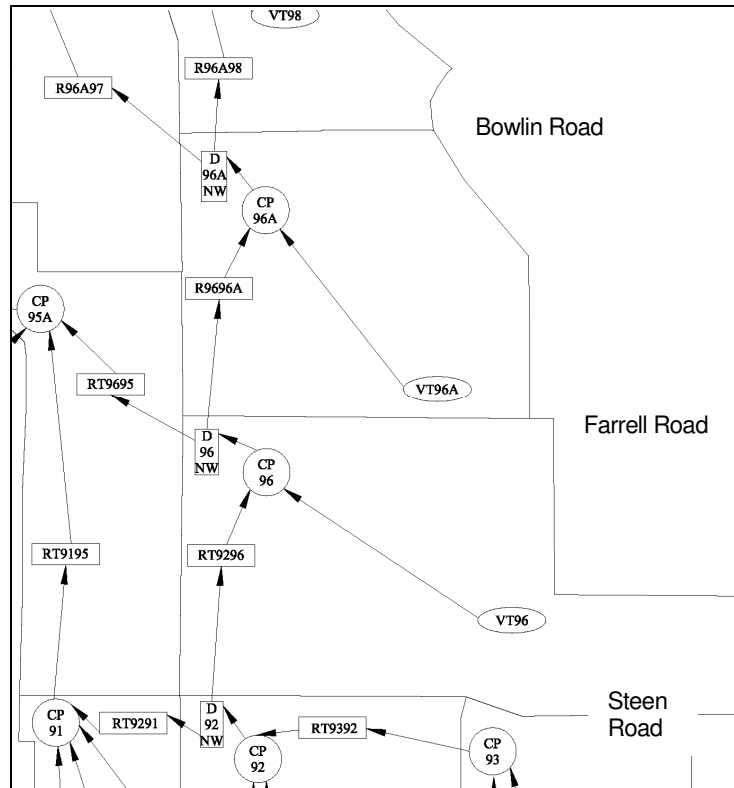 VT98
R96A98
R96A97
Bowlin Road
D
96A
NW
CP
96A
R9696A
CP
95A
RT9695
VT96A
Farrell Road
D
96
NW
CP
96
RT9195
RT9296
VT96
Steen
Road
D
92
NW
CP
91
RT9291
RT9392
CP
92
CP
93